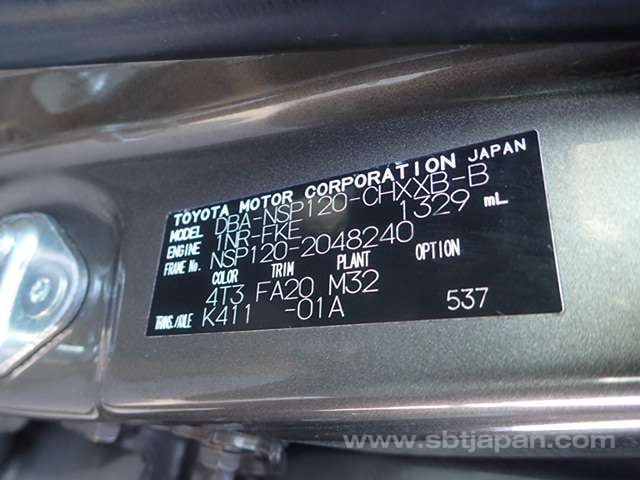 TOYOTA MOTOR CORPORATION JAPAN
MODEL DBA-NSP120-CHXXB-B
ENGINE 1NR-FKE 1329 mL
FRAME No. NSP120-2048240
COLOR TRIM PLANT OPTION
4T3 FA20 M32
TRANS./AXLE K411 -01A 537
www.sbtjapan.com